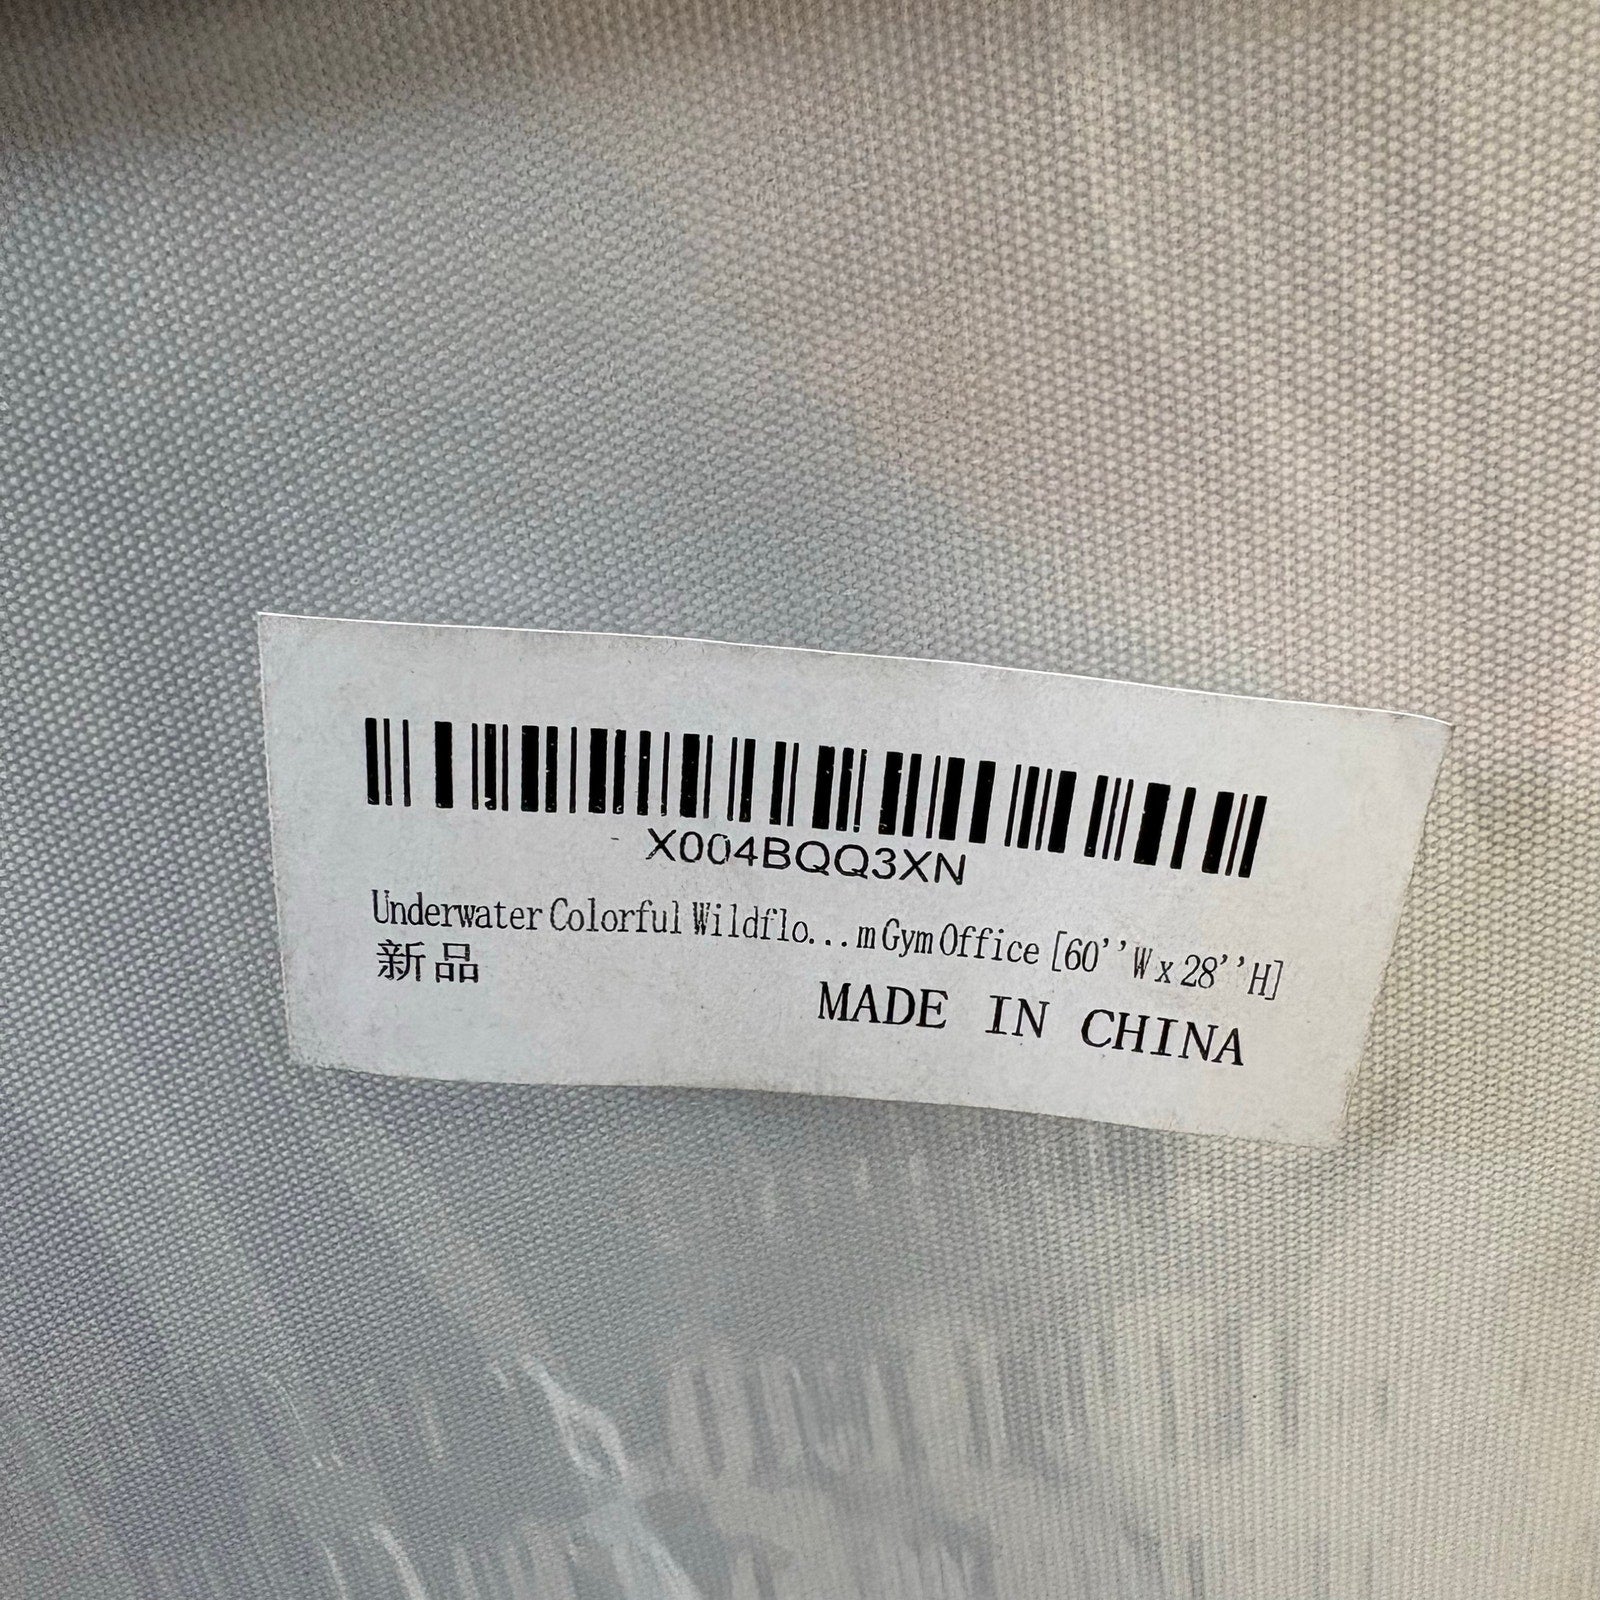 X004BQQ3XN
Underwater Colorful Wildflo...m Gym Office [60''W x 28''H]
新品
MADE IN CHINA